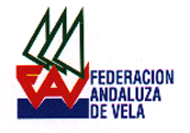 FAV
FEDERACION
ANDALUZA
DE VELA